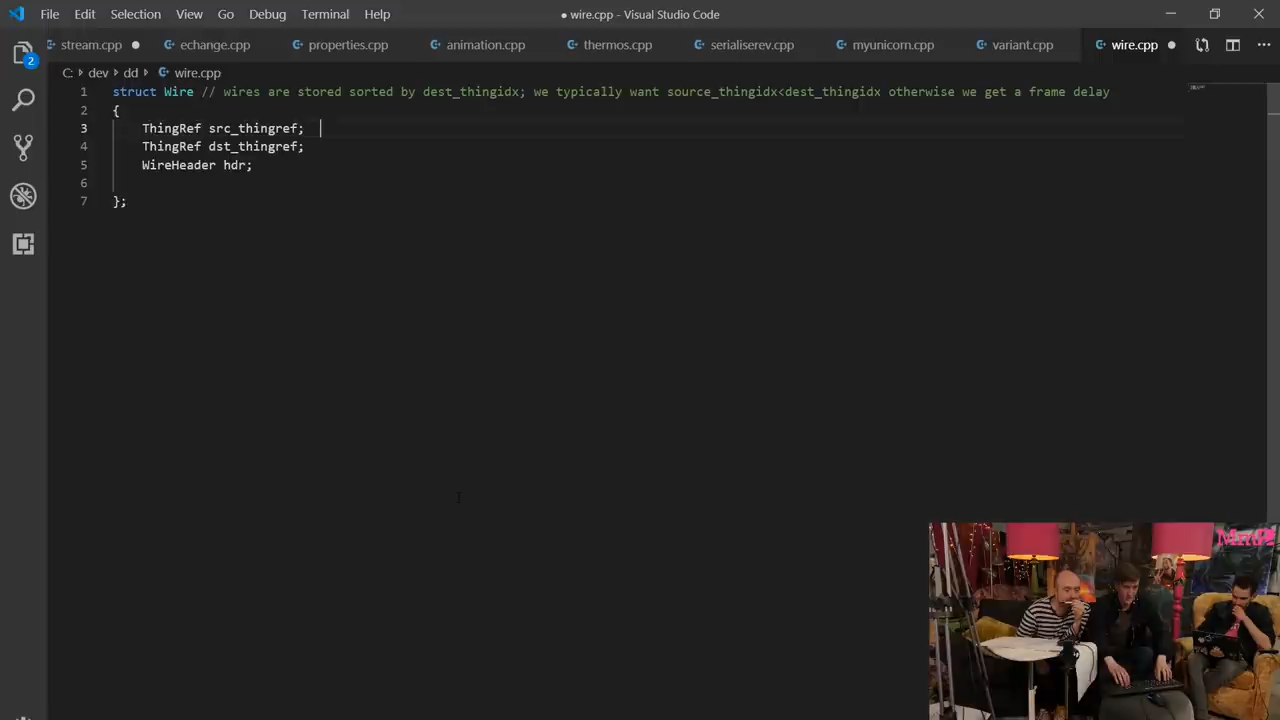 File Edit Selection View Go Debug Terminal Help
● wire.cpp - Visual Studio Code
stream.cpp echange.cpp properties.cpp animation.cpp thermos.cpp serialiserev.cpp myunicorn.cpp variant.cpp wire.cpp
2
C: dev dd wire.cpp
1 struct Wire // wires are stored sorted by dest_thingidx; we typically want source_thingidx<dest_thingidx otherwise we get a frame delay
2 {
3 ThingRef src_thingref;
4 ThingRef dst_thingref;
5 WireHeader hdr;
6
7 };